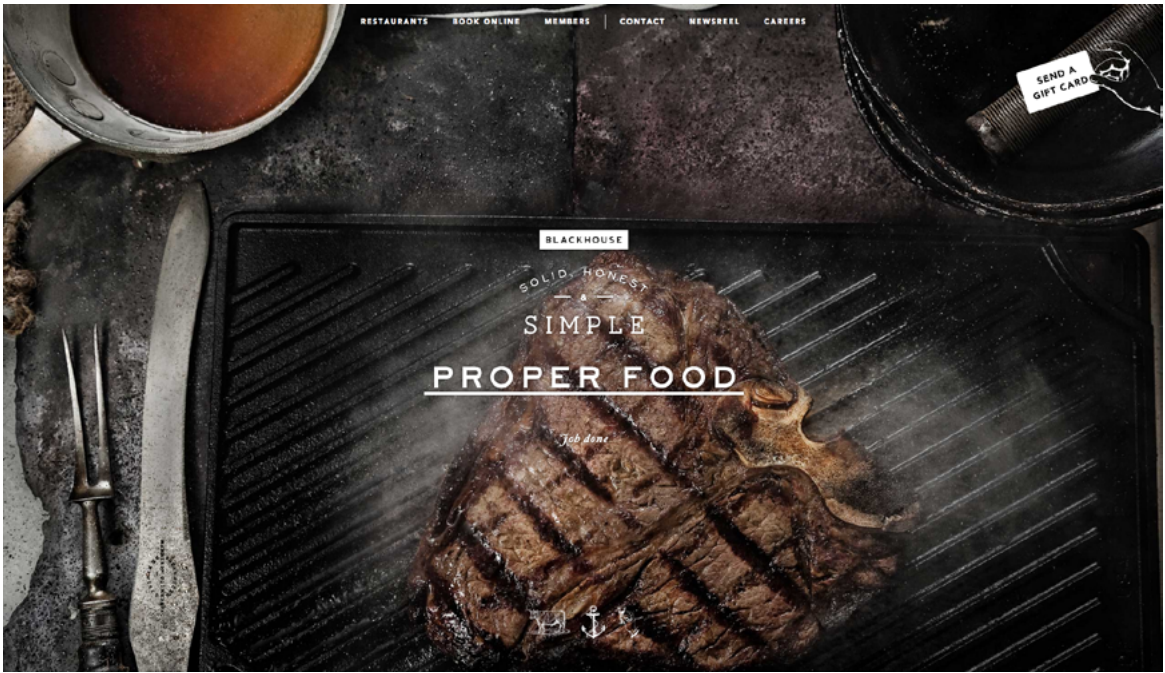 RESTAURANTS BOOK ONLINE MEMBERS CONTACT NEWSREEL CAREERS
SEND A
GIFT CARD
BLACKHOUSE
SOLID, HONEST
&
SIMPLE
PROPER FOOD
Job done